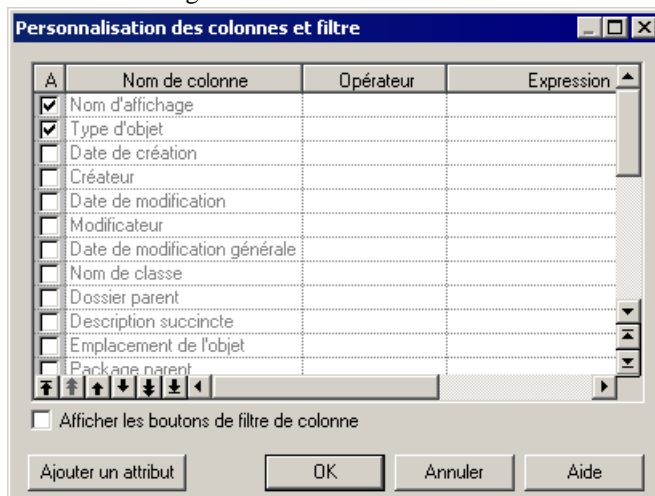 Personnalisation des colonnes et filtre
A Nom de colonne Opérateur Expression
Nom d'affichage
Type d'objet
Date de création
Créateur
Date de modification
Modificateur
Date de modification générale
Nom de classe
Dossier parent
Description succincte
Emplacement de l'objet
Package parent
Afficher les boutons de filtre de colonne
Ajouter un attribut OK Annuler Aide